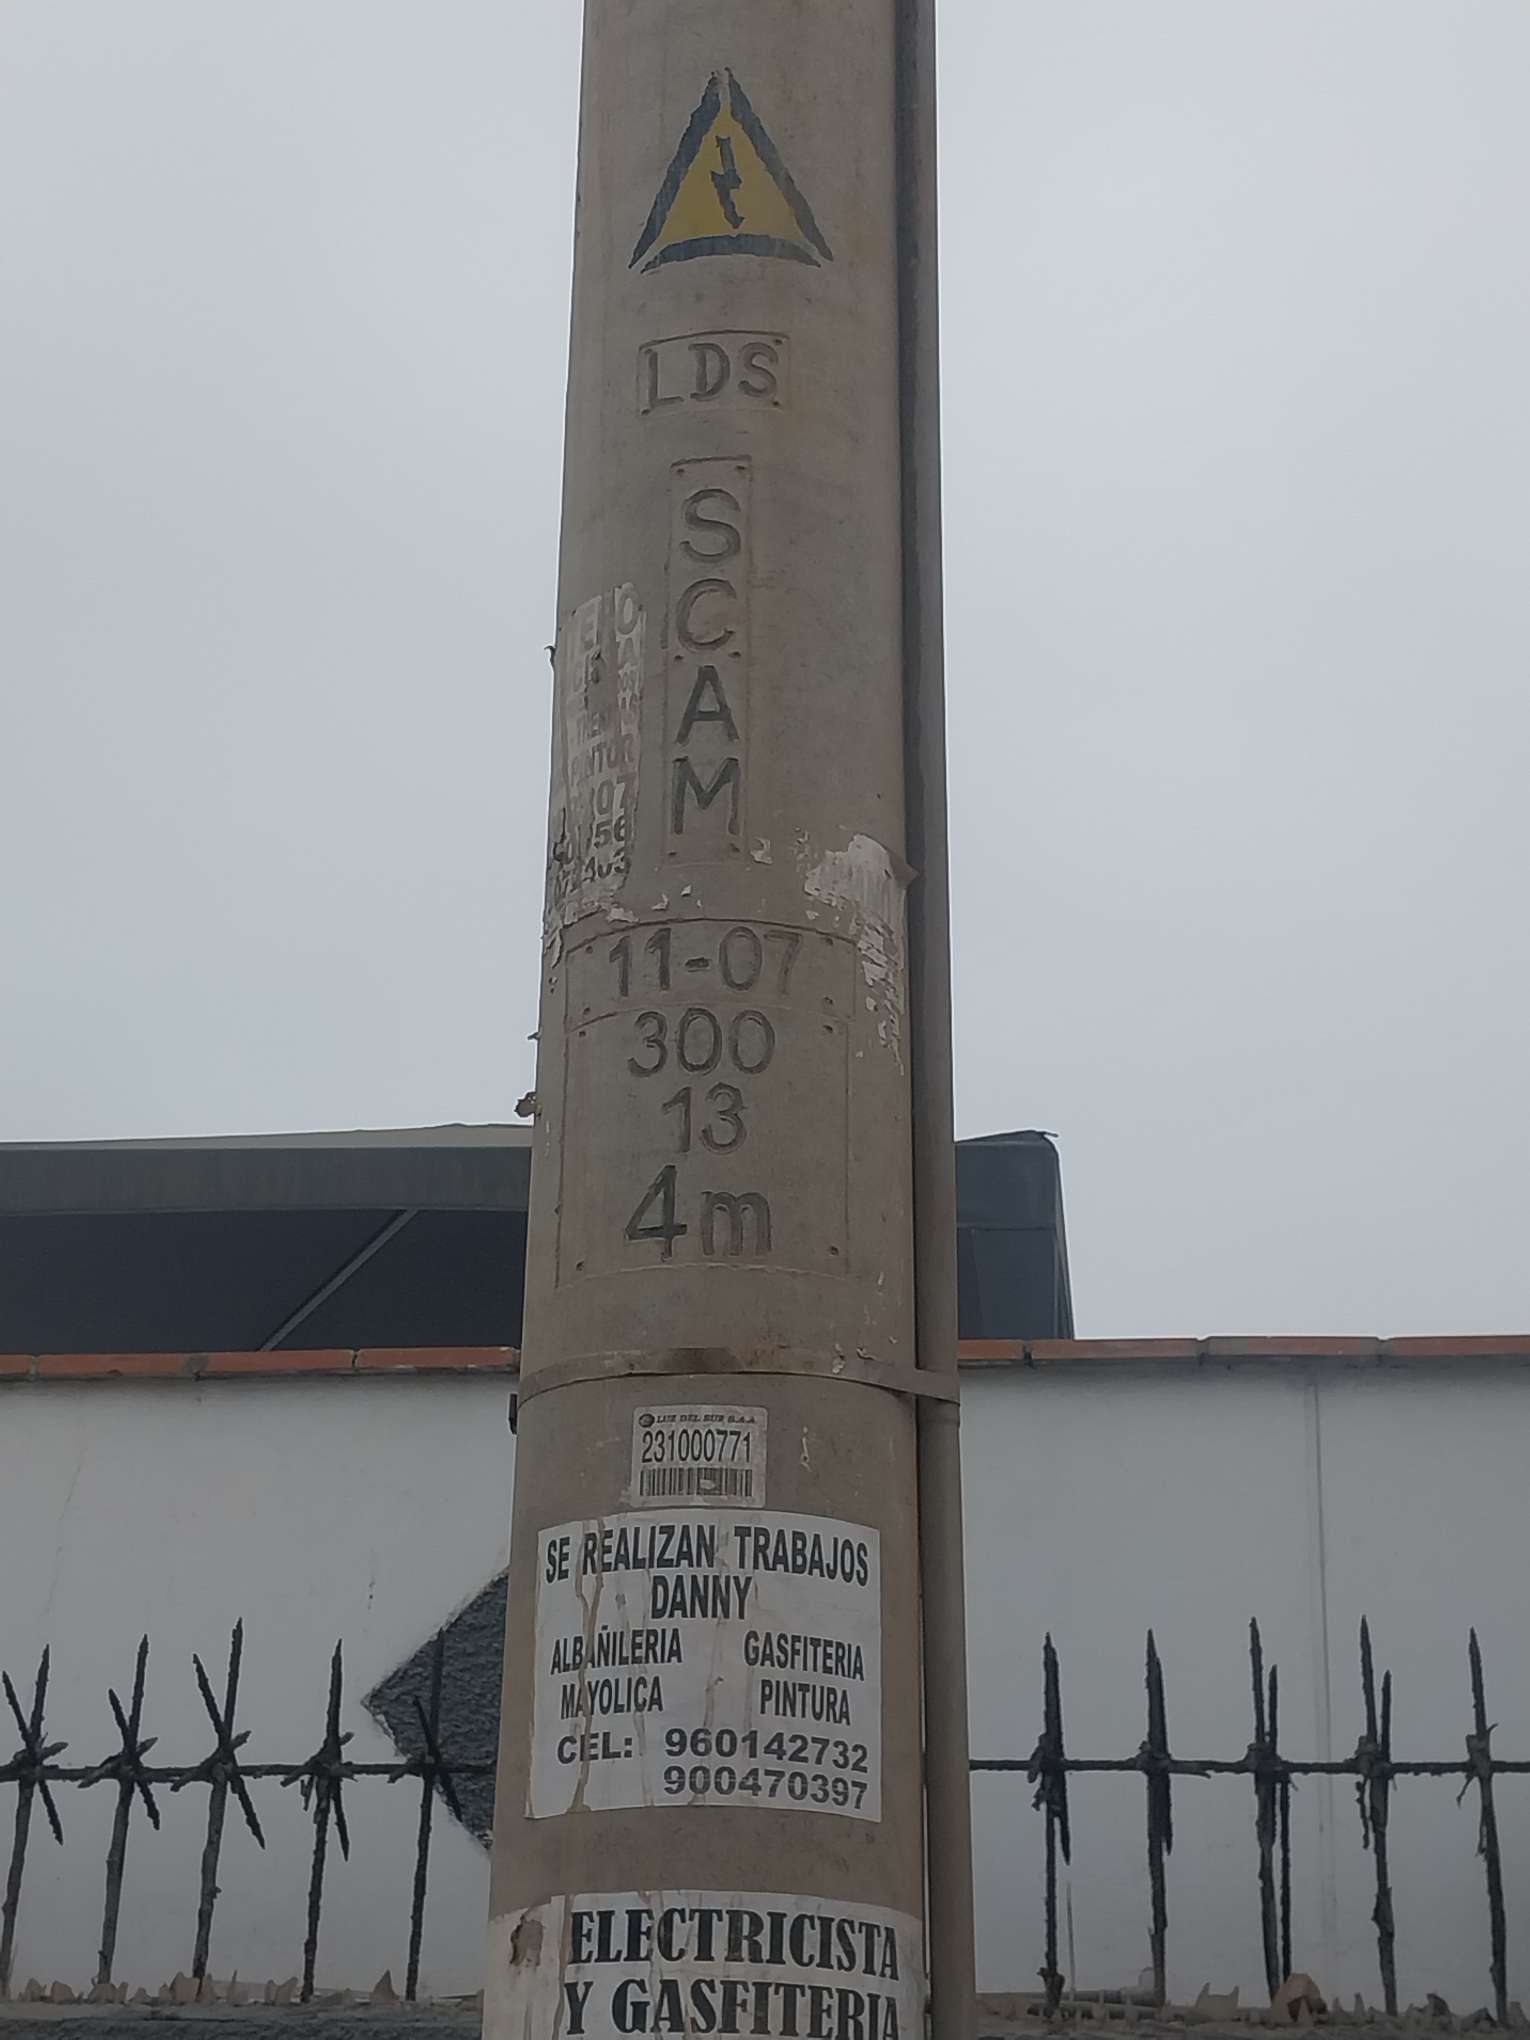 LDS
SCAM
11-07
300
13
4m
LUZ DEL SUR S.A.A.
231000771
SE REALIZAN TRABAJOS
DANNY
ALBAÑILERIA GASFITERIA
MAYOLICA PINTURA
CEL: 960142732
900470397
ELECTRICISTA
Y GASFITERIA